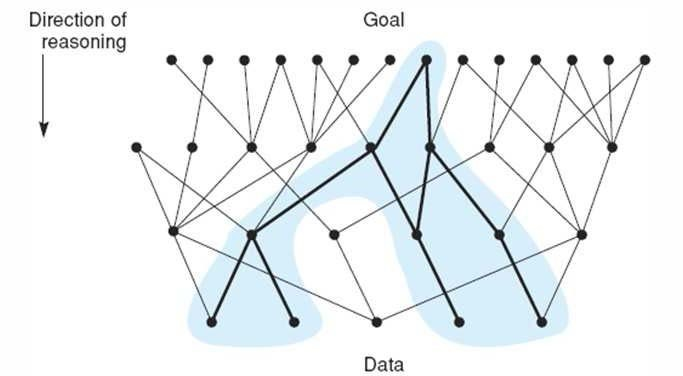 Direction of
reasoning
Goal
Data